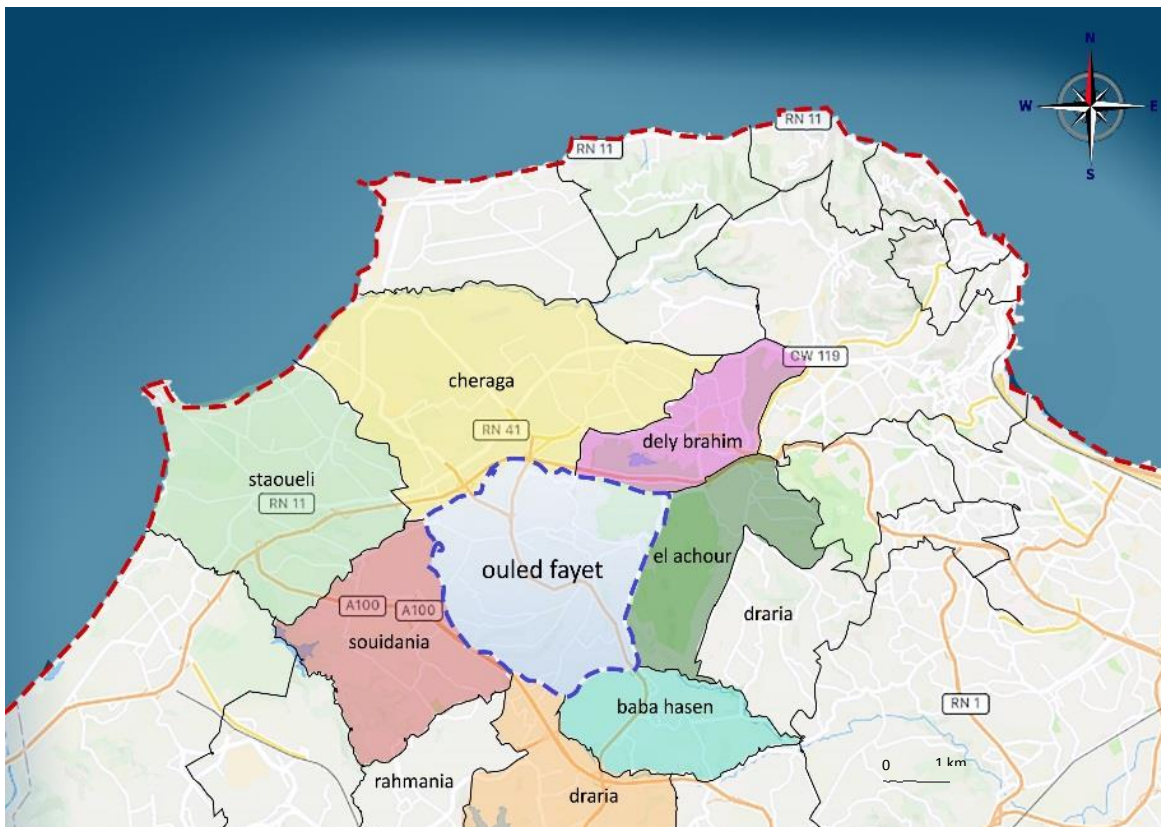 N
W E
S
RN 11
RN 11
CW 119
cheraga
RN 41
dely brahim
staoueli
RN 11
ouled fayet
el achour
A100
A100
souidania
draria
baba hasen
RN 1
rahmania
0 1 km
draria